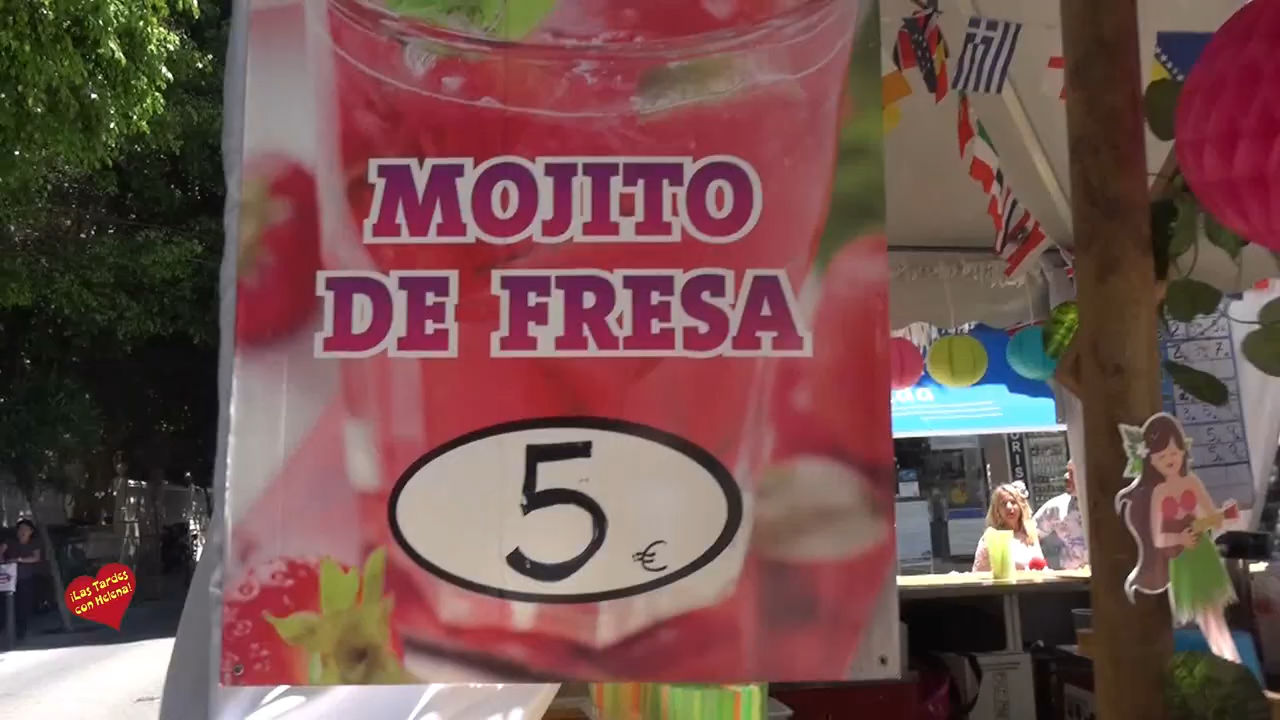 MOJITO
DE FRESA
5 €
¡Las Tardes
con Helena!